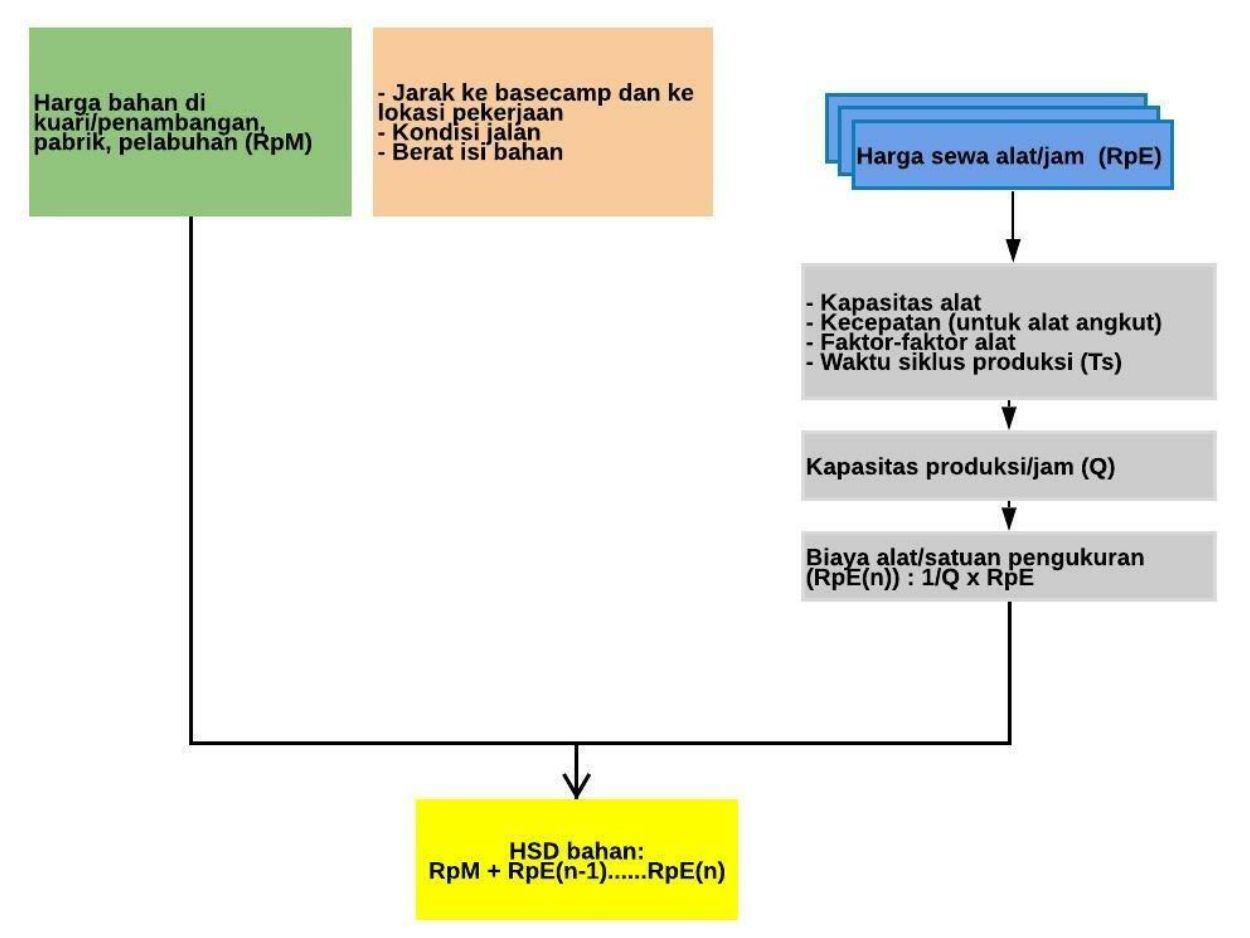 Harga bahan di
kuari/penambangan,
pabrik, pelabuhan (RpM)
- Jarak ke basecamp dan ke
lokasi pekerjaan
- Kondisi jalan
- Berat isi bahan
Harga sewa alat/jam (RpE)
- Kapasitas alat
- Kecepatan (untuk alat angkut)
- Faktor-faktor alat
- Waktu siklus produksi (Ts)
Kapasitas produksi/jam (Q)
Biaya alat/satuan pengukuran
(RpE(n)) : 1/Q x RpE
HSD bahan:
RpM + RpE(n-1)......RpE(n)